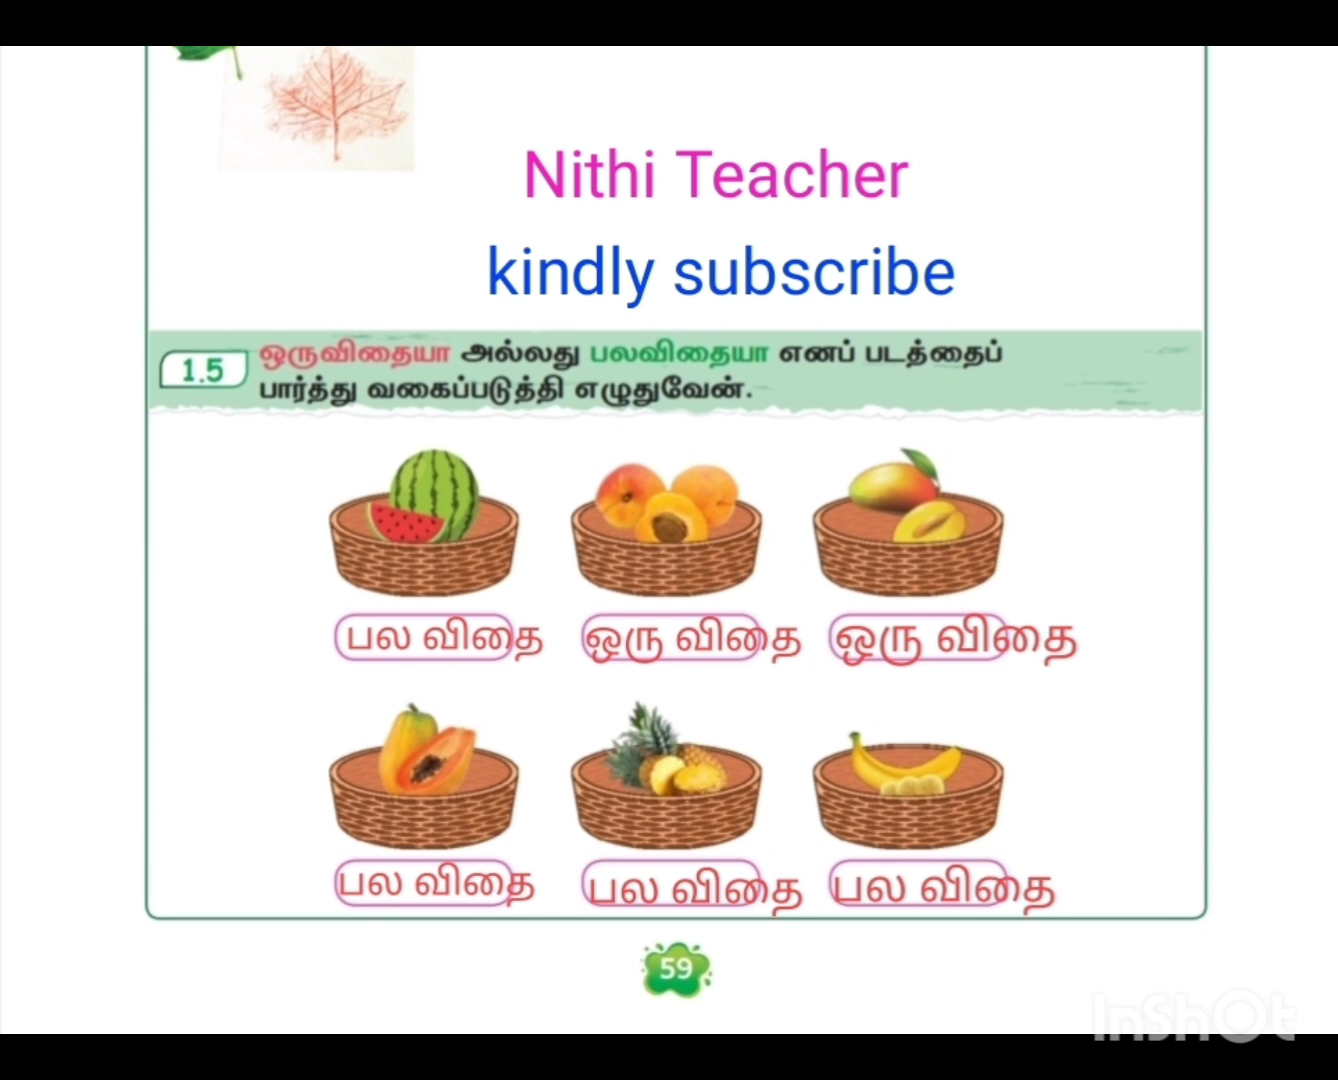 Nithi Teacher
kindly subscribe
1.5 ஒருவிதையா அல்லது பலவிதையா எனப் படத்தைப்
பார்த்து வகைப்படுத்தி எழுதுவேன்.
பல விதை ஒரு விதை ஒரு விதை
பல விதை பல விதை பல விதை
59
InShOt